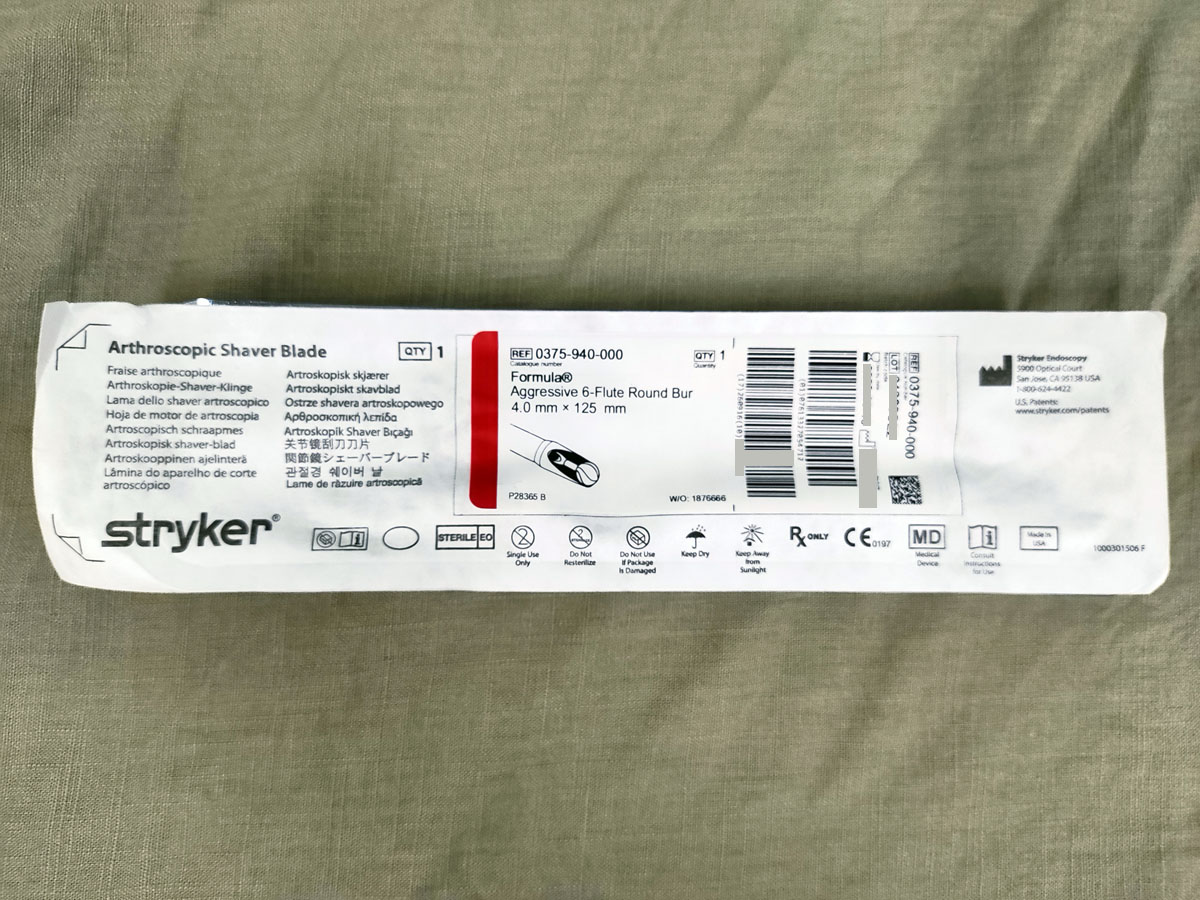 Arthroscopic Shaver Blade
QTY 1
Fraise arthroscopique
Arthroskopie-Shaver-Klinge
Lama dello shaver artroscopico
Hoja de motor de artroscopia
Artroscopisch schraapmes
Artroskopisk shaver-blad
Artroskooppinen ajelinterä
Lâmina do aparelho de corte
artroscópico
Artroskopisk skjærer
Artroskopiskt skavblad
Ostrze shavera artroskopowego
Αρθροσκοπική λεπίδα
Artroskopik Shaver Bıçağı
关节镜刮刀刀片
関節鏡シェーバーブレード
관절경 쉐이버 날
Lame de răzuire artroscopică
stryker®
REF 0375-940-000
Catalogue number
QTY 1
Quantity
Formula®
Aggressive 6-Flute Round Bur
4.0 mm × 125 mm
P28365 B
W/O: 1876666
REF 0375-940-000
LOT
Stryker Endoscopy
5900 Optical Court
San Jose, CA 95138 USA
1-800-624-4422
U.S. Patents:
www.stryker.com/patents
STERILE EO
Single Use
Only
Do Not
Resterilize
Do Not Use
If Package
Is Damaged
Keep Dry
Keep Away
from
Sunlight
Rx ONLY
CE 0197
MD
Medical
Device
Consult
Instructions
for Use
Made in
USA
1000301506 F